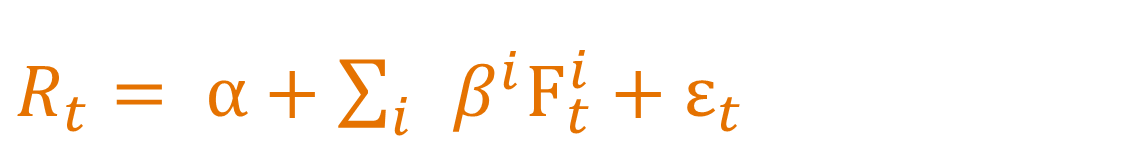 R_t = α + ∑_i β^i F_t^i + ε_t